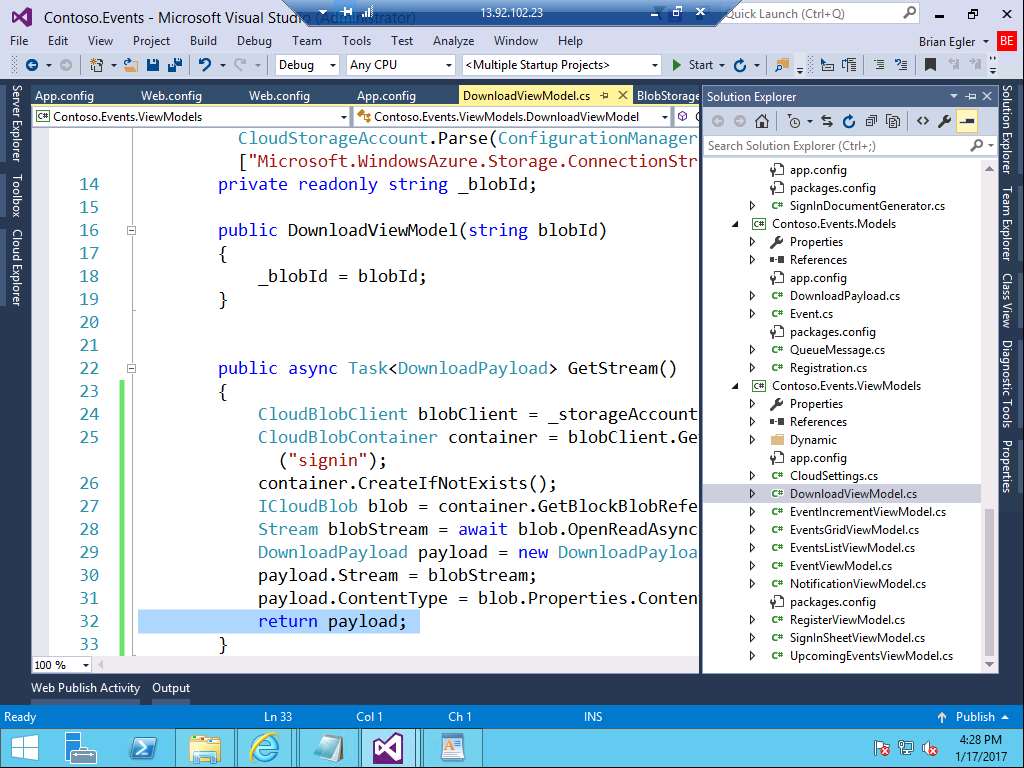 Contoso.Events - Microsoft Visual Studio (Administrator)
13.92.102.23
Quick Launch (Ctrl+Q)
File Edit View Project Build Debug Team Tools Test Analyze Window Help
Brian Egler
BE
Debug Any CPU <Multiple Startup Projects> Start
App.config Web.config Web.config App.config DownloadViewModel.cs BlobStorage
Contoso.Events.ViewModels Contoso.Events.ViewModels.DownloadViewModel
Server Explorer
Toolbox
Cloud Explorer
CloudStorageAccount.Parse(ConfigurationManager
["Microsoft.WindowsAzure.Storage.ConnectionStr
14 private readonly string _blobId;
15
16 public DownloadViewModel(string blobId)
17 {
18 _blobId = blobId;
19 }
20
21
22 public async Task<DownloadPayload> GetStream()
23 {
24 CloudBlobClient blobClient = _storageAccount
25 CloudBlobContainer container = blobClient.Ge
("signin");
26 container.CreateIfNotExists();
27 ICloudBlob blob = container.GetBlockBlobRefe
28 Stream blobStream = await blob.OpenReadAsync
29 DownloadPayload payload = new DownloadPayloa
30 payload.Stream = blobStream;
31 payload.ContentType = blob.Properties.Conten
32 return payload;
33 }
100 %
Solution Explorer
Search Solution Explorer (Ctrl+;)
app.config
packages.config
C# SignInDocumentGenerator.cs
C# Contoso.Events.Models
Properties
References
app.config
C# DownloadPayload.cs
C# Event.cs
packages.config
C# QueueMessage.cs
C# Registration.cs
C# Contoso.Events.ViewModels
Properties
References
Dynamic
app.config
C# CloudSettings.cs
C# DownloadViewModel.cs
C# EventIncrementViewModel.cs
C# EventsGridViewModel.cs
C# EventsListViewModel.cs
C# EventViewModel.cs
C# NotificationViewModel.cs
packages.config
C# RegisterViewModel.cs
C# SignInSheetViewModel.cs
C# UpcomingEventsViewModel.cs
Solution Explorer
Team Explorer
Class View
Diagnostic Tools
Properties
Web Publish Activity Output
Ready Ln 33 Col 1 Ch 1 INS Publish
4:28 PM
1/17/2017